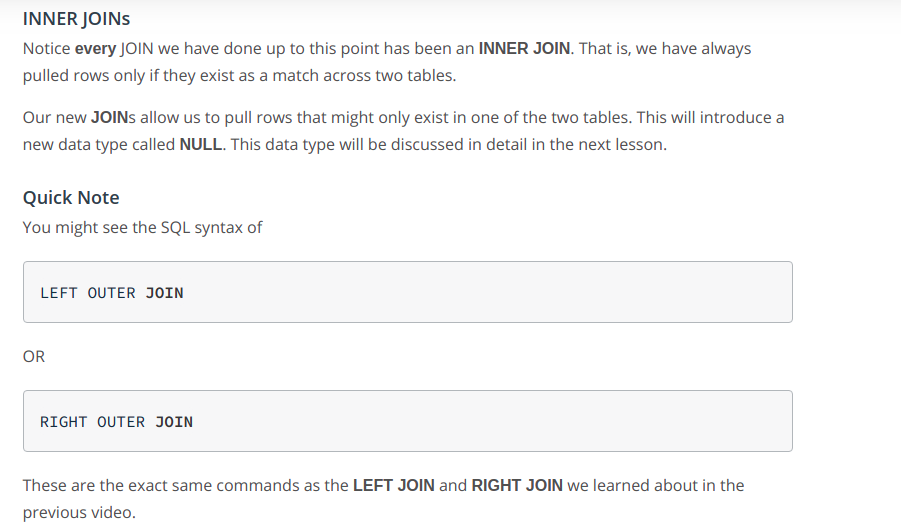 INNER JOINs
Notice every JOIN we have done up to this point has been an INNER JOIN. That is, we have always
pulled rows only if they exist as a match across two tables.
Our new JOINs allow us to pull rows that might only exist in one of the two tables. This will introduce a
new data type called NULL. This data type will be discussed in detail in the next lesson.
Quick Note
You might see the SQL syntax of
LEFT OUTER JOIN
OR
RIGHT OUTER JOIN
These are the exact same commands as the LEFT JOIN and RIGHT JOIN we learned about in the
previous video.